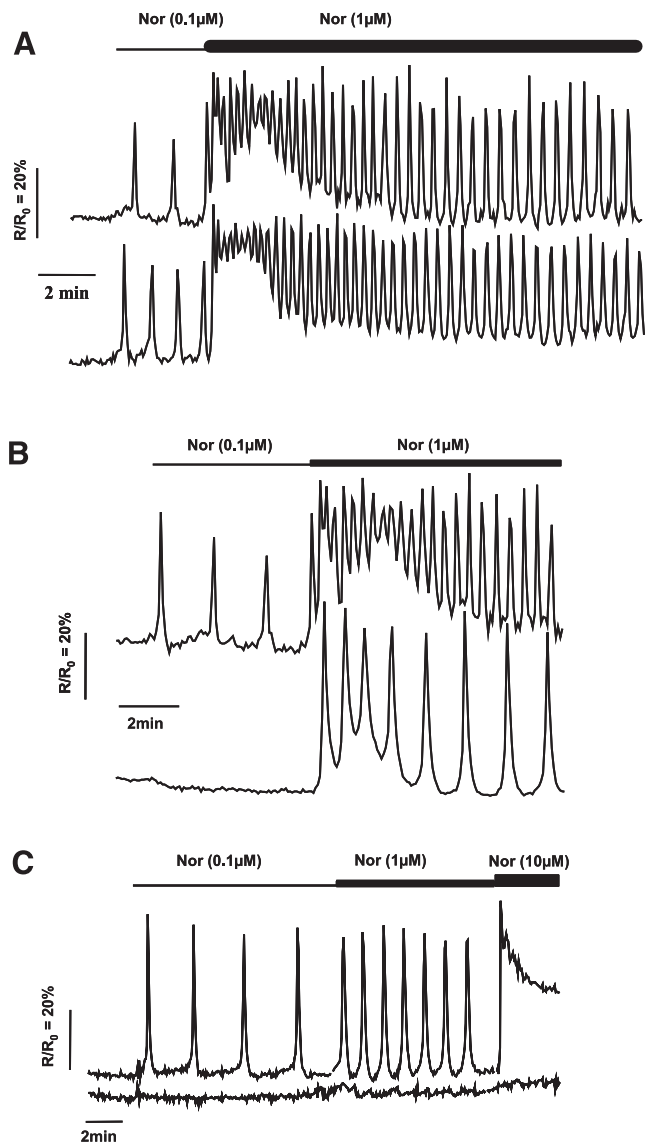 A
Nor (0.1µM)
Nor (1µM)
R/R₀ = 20%
2 min
B
Nor (0.1µM)
Nor (1µM)
R/R₀ = 20%
2min
C
Nor (0.1µM)
Nor (1µM)
Nor (10µM)
R/R₀ = 20%
2min